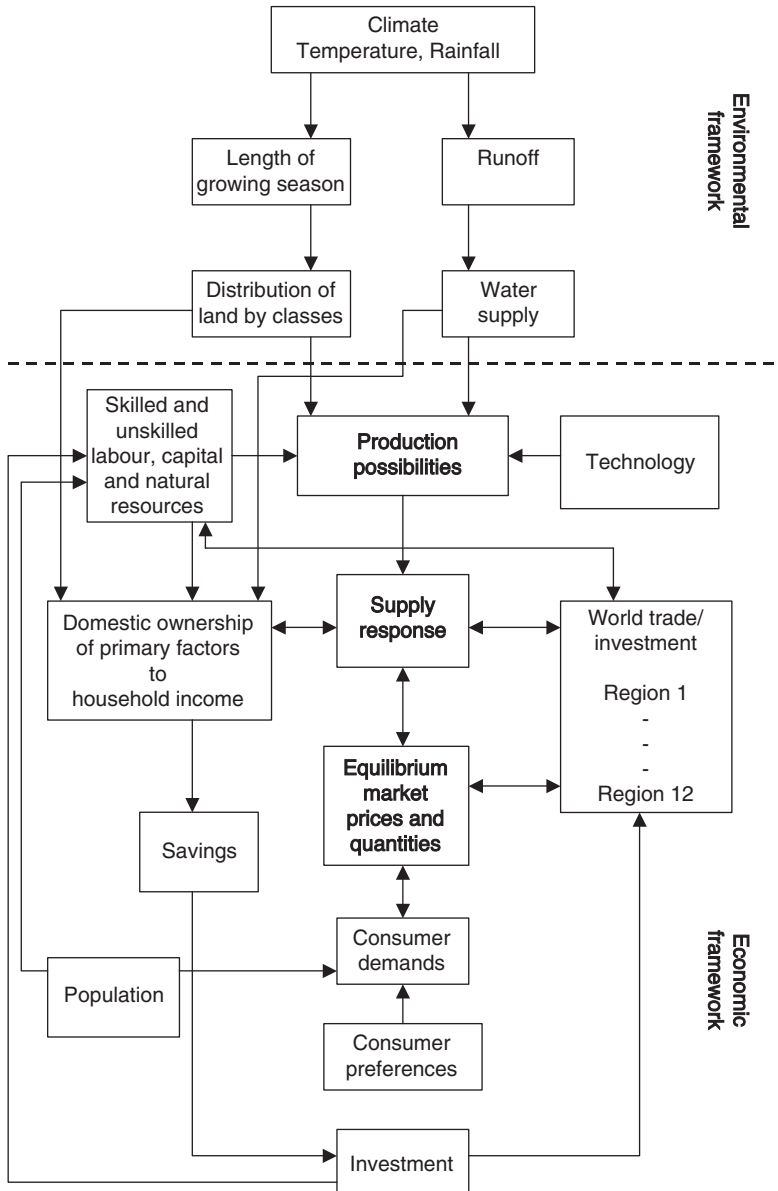 Climate
Temperature, Rainfall
Environmental
framework
Length of
growing season
Runoff
Distribution of
land by classes
Water
supply
Skilled and
unskilled
labour, capital
and natural
resources
Production
possibilities
Technology
Domestic ownership
of primary factors
to
household income
Supply
response
World trade/
investment
Region 1
-
-
-
Region 12
Equilibrium
market
prices and
quantities
Savings
Consumer
demands
Economic
framework
Population
Consumer
preferences
Investment